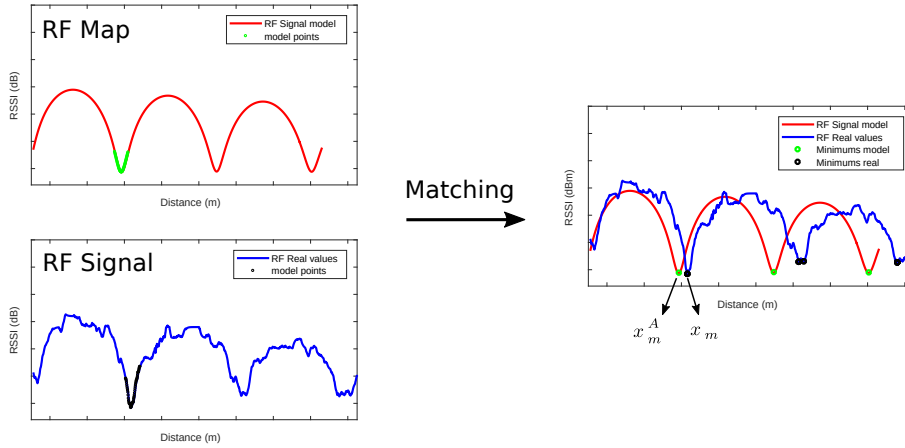 RF Map
RF Signal model
model points
RSSI (dB)
Distance (m)
RF Signal
RF Real values
model points
RSSI (dB)
Distance (m)
Matching
RF Signal model
RF Real values
Minimums model
Minimums real
RSSI (dBm)
Distance (m)
x_m^A
x_m